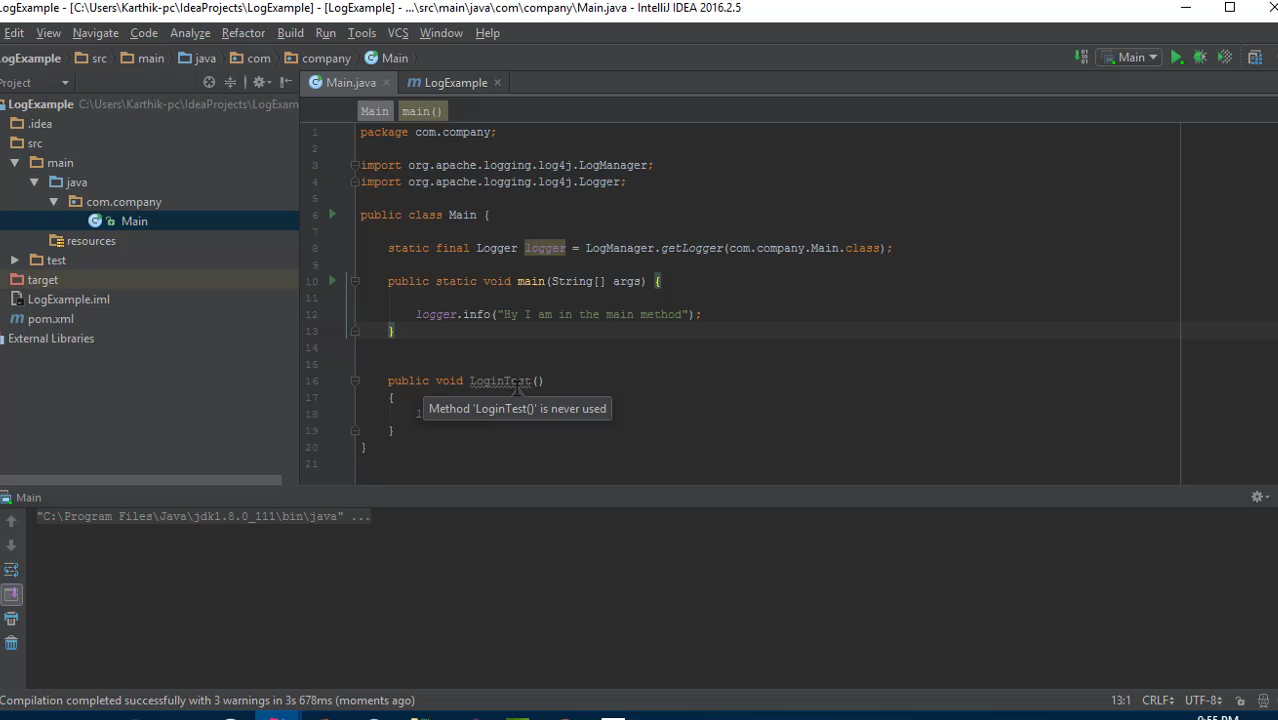 LogExample - [C:\Users\Karthik-pc\IdeaProjects\LogExample] - [LogExample] - ...\src\main\java\com\company\Main.java - IntelliJ IDEA 2016.2.5
Edit View Navigate Code Analyze Refactor Build Run Tools VCS Window Help
LogExample src main java com company Main Main
Project Main.java LogExample
LogExample C:\Users\Karthik-pc\IdeaProjects\LogExample
.idea
src
main
java
com.company
Main
resources
test
target
LogExample.iml
pom.xml
External Libraries
Main main()
1 package com.company;
2
3 import org.apache.logging.log4j.LogManager;
4 import org.apache.logging.log4j.Logger;
5
6 public class Main {
7
8 static final Logger logger = LogManager.getLogger(com.company.Main.class);
9
10 public static void main(String[] args) {
11
12 logger.info("Hy I am in the main method");
13 }
14
15
16 public void LoginTest()
17 {
Method 'LoginTest()' is never used
18 l
19 }
20 }
21
Main
"C:\Program Files\Java\jdk1.8.0_111\bin\java" ...
Compilation completed successfully with 3 warnings in 3s 678ms (moments ago) 13:1 CRLF UTF-8